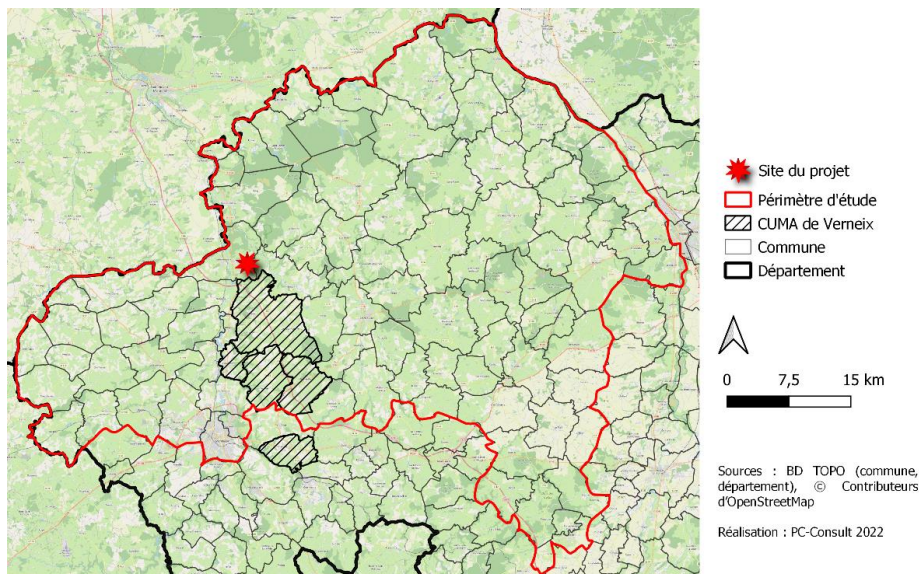 Site du projet
Périmètre d'étude
CUMA de Verneix
Commune
Département
0 7,5 15 km
Sources : BD TOPO (commune,
département), © Contributeurs
d'OpenStreetMap
Réalisation : PC-Consult 2022